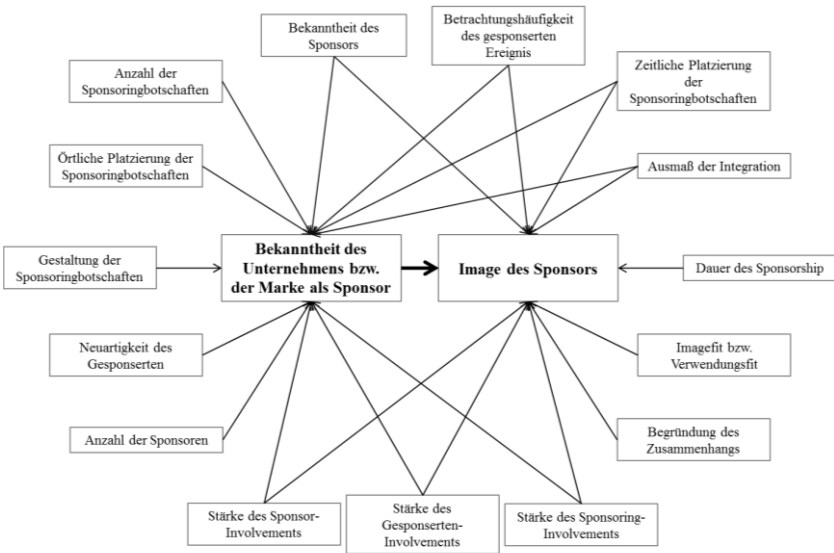 Bekanntheit des
Sponsors
Betrachtungshäufigkeit
des gesponserten
Ereignis
Anzahl der
Sponsoringbotschaften
Zeitliche Platzierung
der
Sponsoringbotschaften
Örtliche Platzierung der
Sponsoringbotschaften
Ausmaß der Integration
Gestaltung der
Sponsoringbotschaften
Bekanntheit des
Unternehmens bzw.
der Marke als Sponsor
Image des Sponsors
Dauer des Sponsorship
Neuartigkeit des
Gesponserten
Imagefit bzw.
Verwendungsfit
Anzahl der Sponsoren
Begründung des
Zusammenhangs
Stärke des Sponsor-
Involvements
Stärke des
Gesponserten-
Involvements
Stärke des Sponsoring-
Involvements